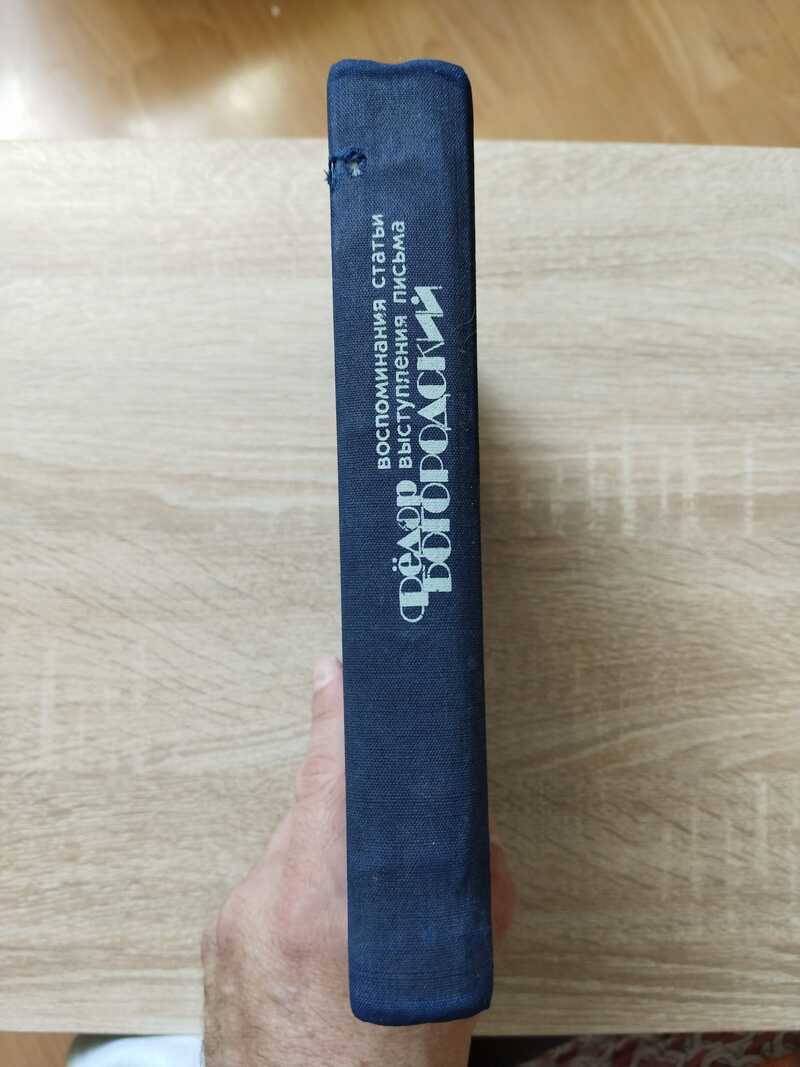 воспоминания статьи
выступления письма
Фёдор
Богородский